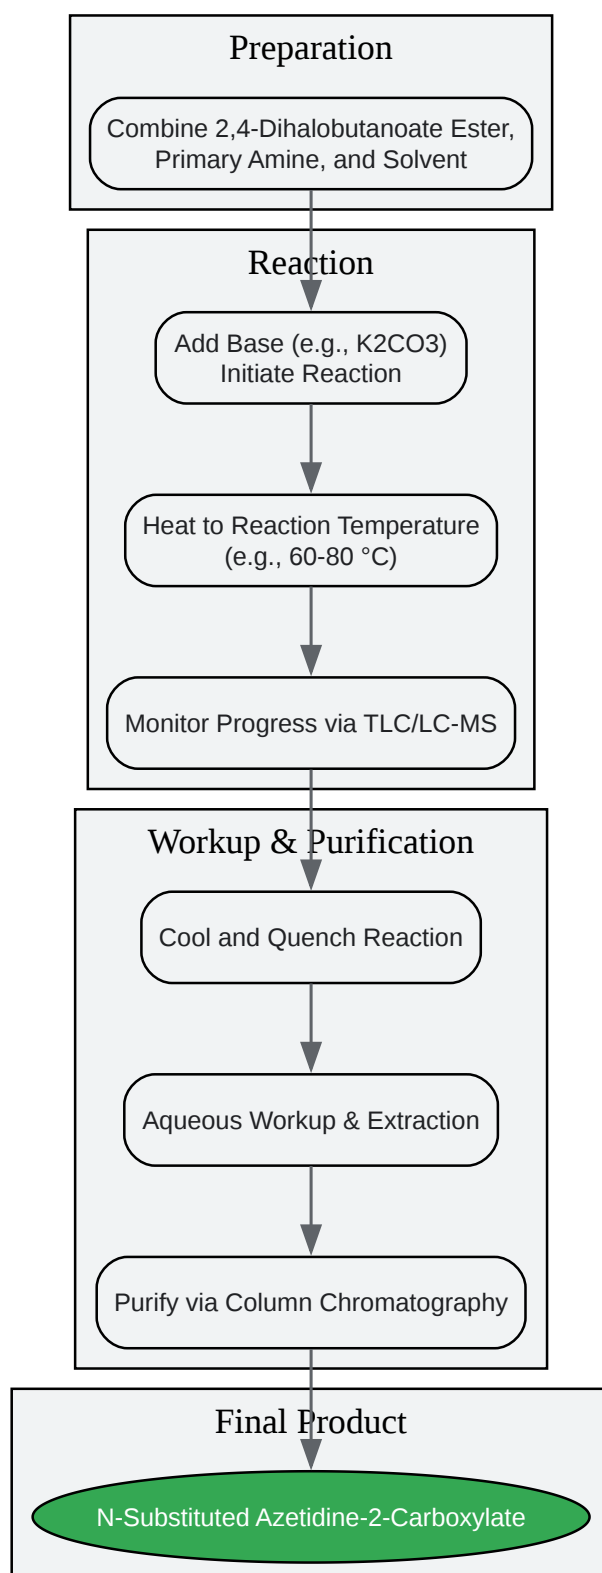 Preparation
Combine 2,4-Dihalobutanoate Ester,
Primary Amine, and Solvent
Reaction
Add Base (e.g., K2CO3)
Initiate Reaction
Heat to Reaction Temperature
(e.g., 60-80 °C)
Monitor Progress via TLC/LC-MS
Workup & Purification
Cool and Quench Reaction
Aqueous Workup & Extraction
Purify via Column Chromatography
Final Product
N-Substituted Azetidine-2-Carboxylate